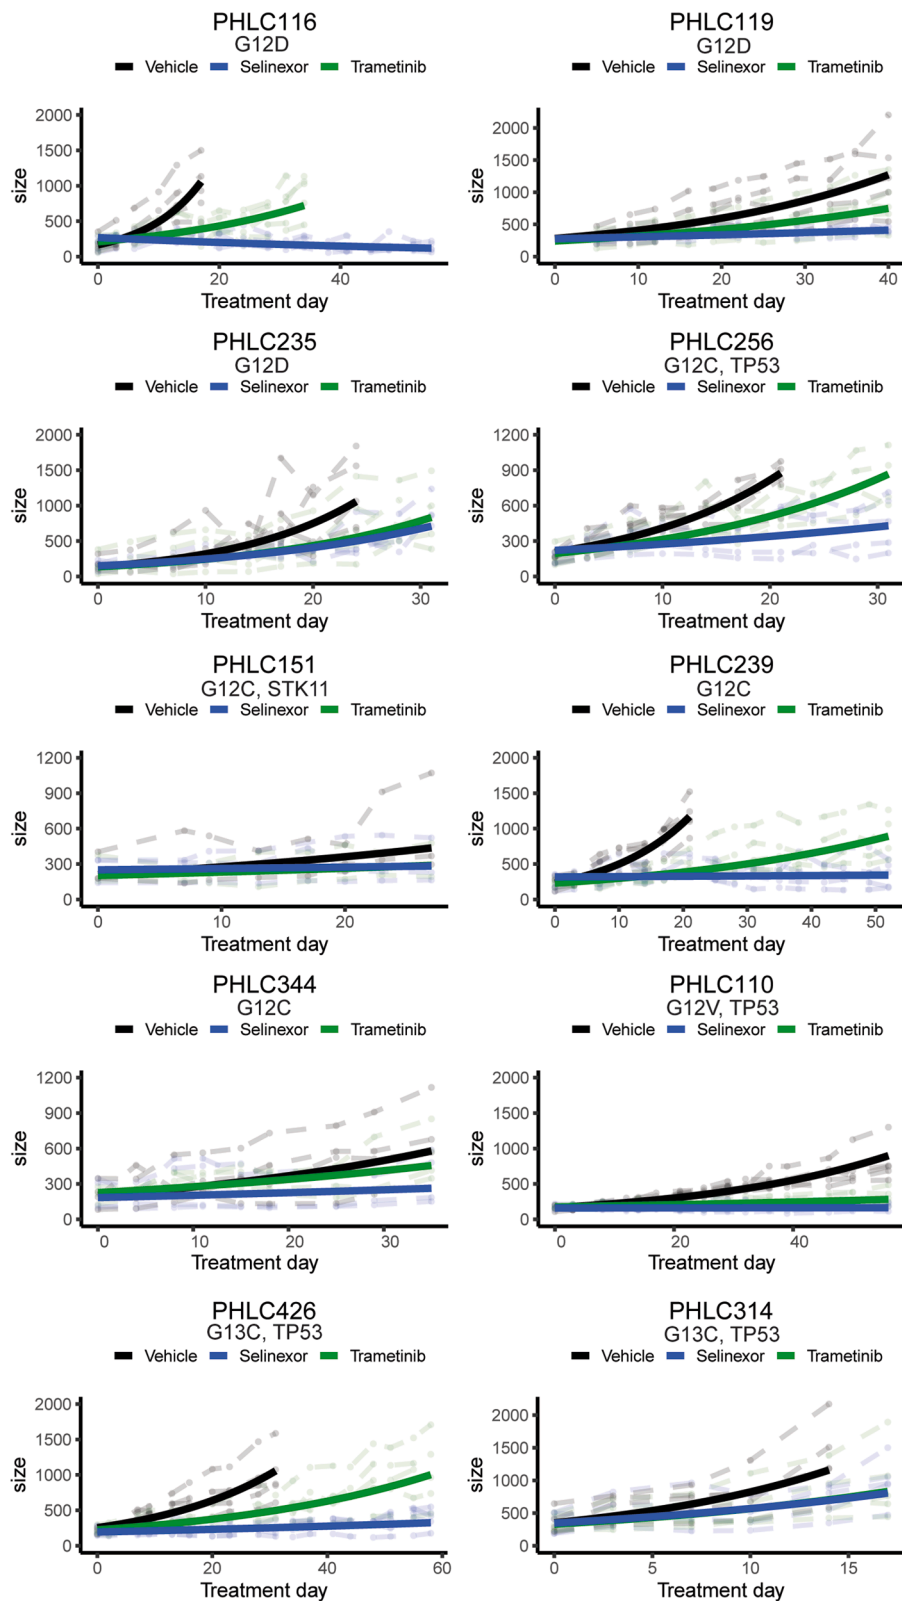 PHLC116
G12D
Vehicle Selinexor Trametinib
2000
1500
1000
500
0
size
0 20 40
Treatment day
PHLC119
G12D
Vehicle Selinexor Trametinib
2000
1500
1000
500
0
size
0 10 20 30 40
Treatment day
PHLC235
G12D
Vehicle Selinexor Trametinib
2000
1500
1000
500
0
size
0 10 20 30
Treatment day
PHLC256
G12C, TP53
Vehicle Selinexor Trametinib
1200
900
600
300
0
size
0 10 20 30
Treatment day
PHLC151
G12C, STK11
Vehicle Selinexor Trametinib
1200
900
600
300
0
size
0 10 20
Treatment day
PHLC239
G12C
Vehicle Selinexor Trametinib
2000
1500
1000
500
0
size
0 10 20 30 40 50
Treatment day
PHLC344
G12C
Vehicle Selinexor Trametinib
1200
900
600
300
0
size
0 10 20 30
Treatment day
PHLC110
G12V, TP53
Vehicle Selinexor Trametinib
2000
1500
1000
500
0
size
0 20 40
Treatment day
PHLC426
G13C, TP53
Vehicle Selinexor Trametinib
2000
1500
1000
500
0
size
0 20 40 60
Treatment day
PHLC314
G13C, TP53
Vehicle Selinexor Trametinib
2000
1500
1000
500
0
size
0 5 10 15
Treatment day